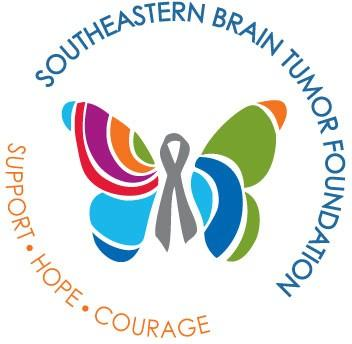 SOUTHEASTERN BRAIN TUMOR FOUNDATION
SUPPORT • HOPE • COURAGE